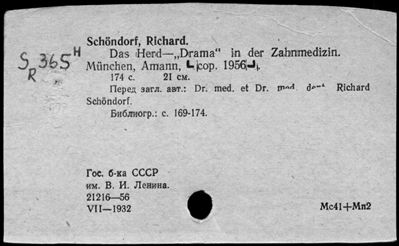 Schöndorf, Richard.
S 365 H
R
Das Herd—„Drama" in der Zahnmedizin.
München, Amann, [cop. 1956].
174 с. 21 см.
Перед загл. авт.: Dr. med. et Dr. med. dent. Richard
Schöndorf.
Библиогр.: с. 169-174.
Гос. б-ка СССР
им. В. И. Ленина.
21216—56
VII—1932
Мс41+Мп2